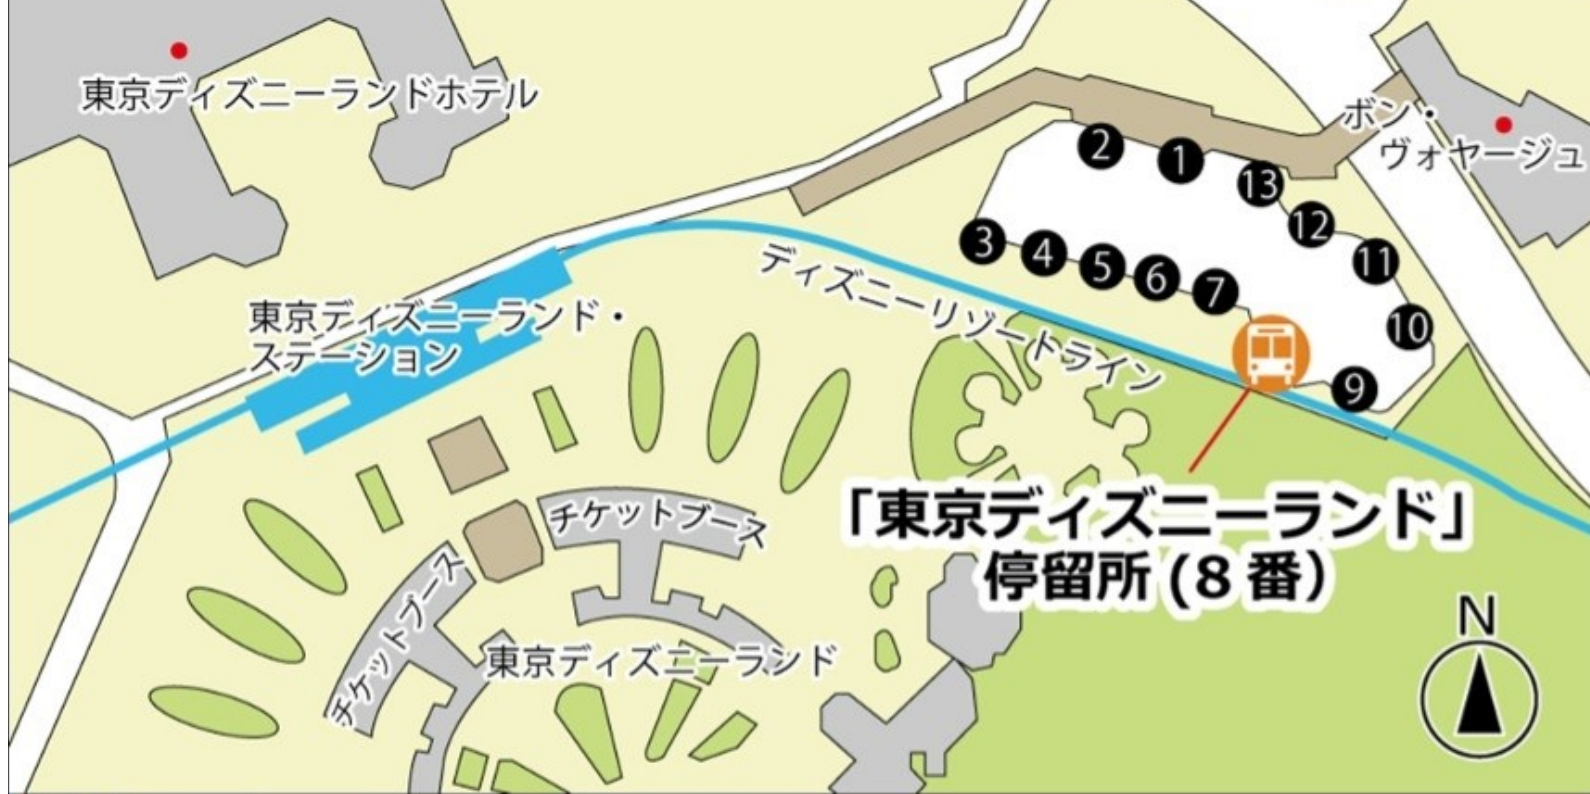 東京ディズニーランドホテル
ボン・
ヴォヤージュ
2
1
13
12
11
10
9
3
4
5
6
7
東京ディズニーランド・
ステーション
ディズニーリゾートライン
チケットブース
チケットブース
東京ディズニーランド
「東京ディズニーランド」
停留所(8番)
N